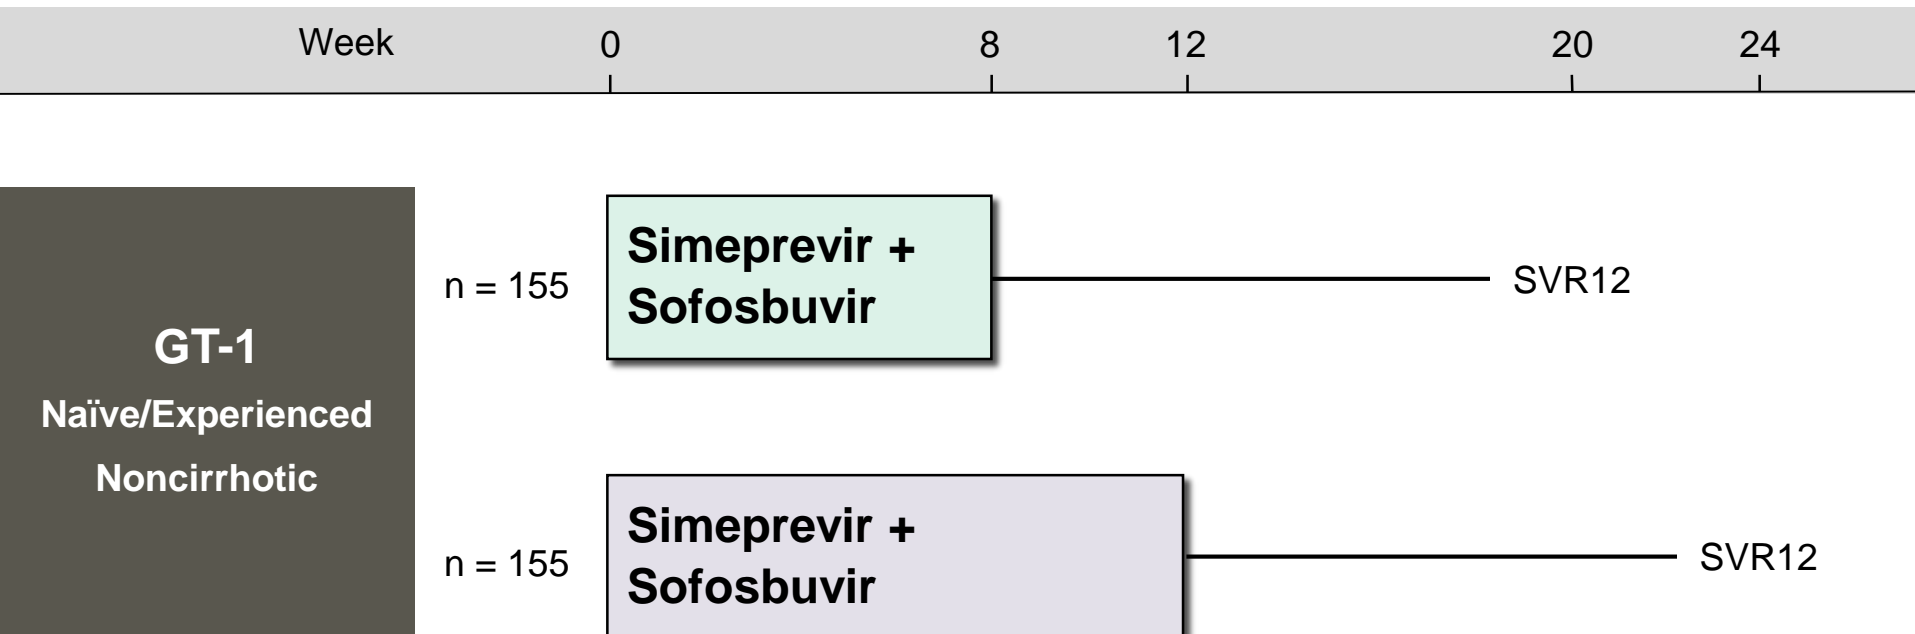 Week 0 8 12 20 24
GT-1
Naïve/Experienced
Noncirrhotic
n = 155
Simeprevir +
Sofosbuvir
SVR12
n = 155
Simeprevir +
Sofosbuvir
SVR12